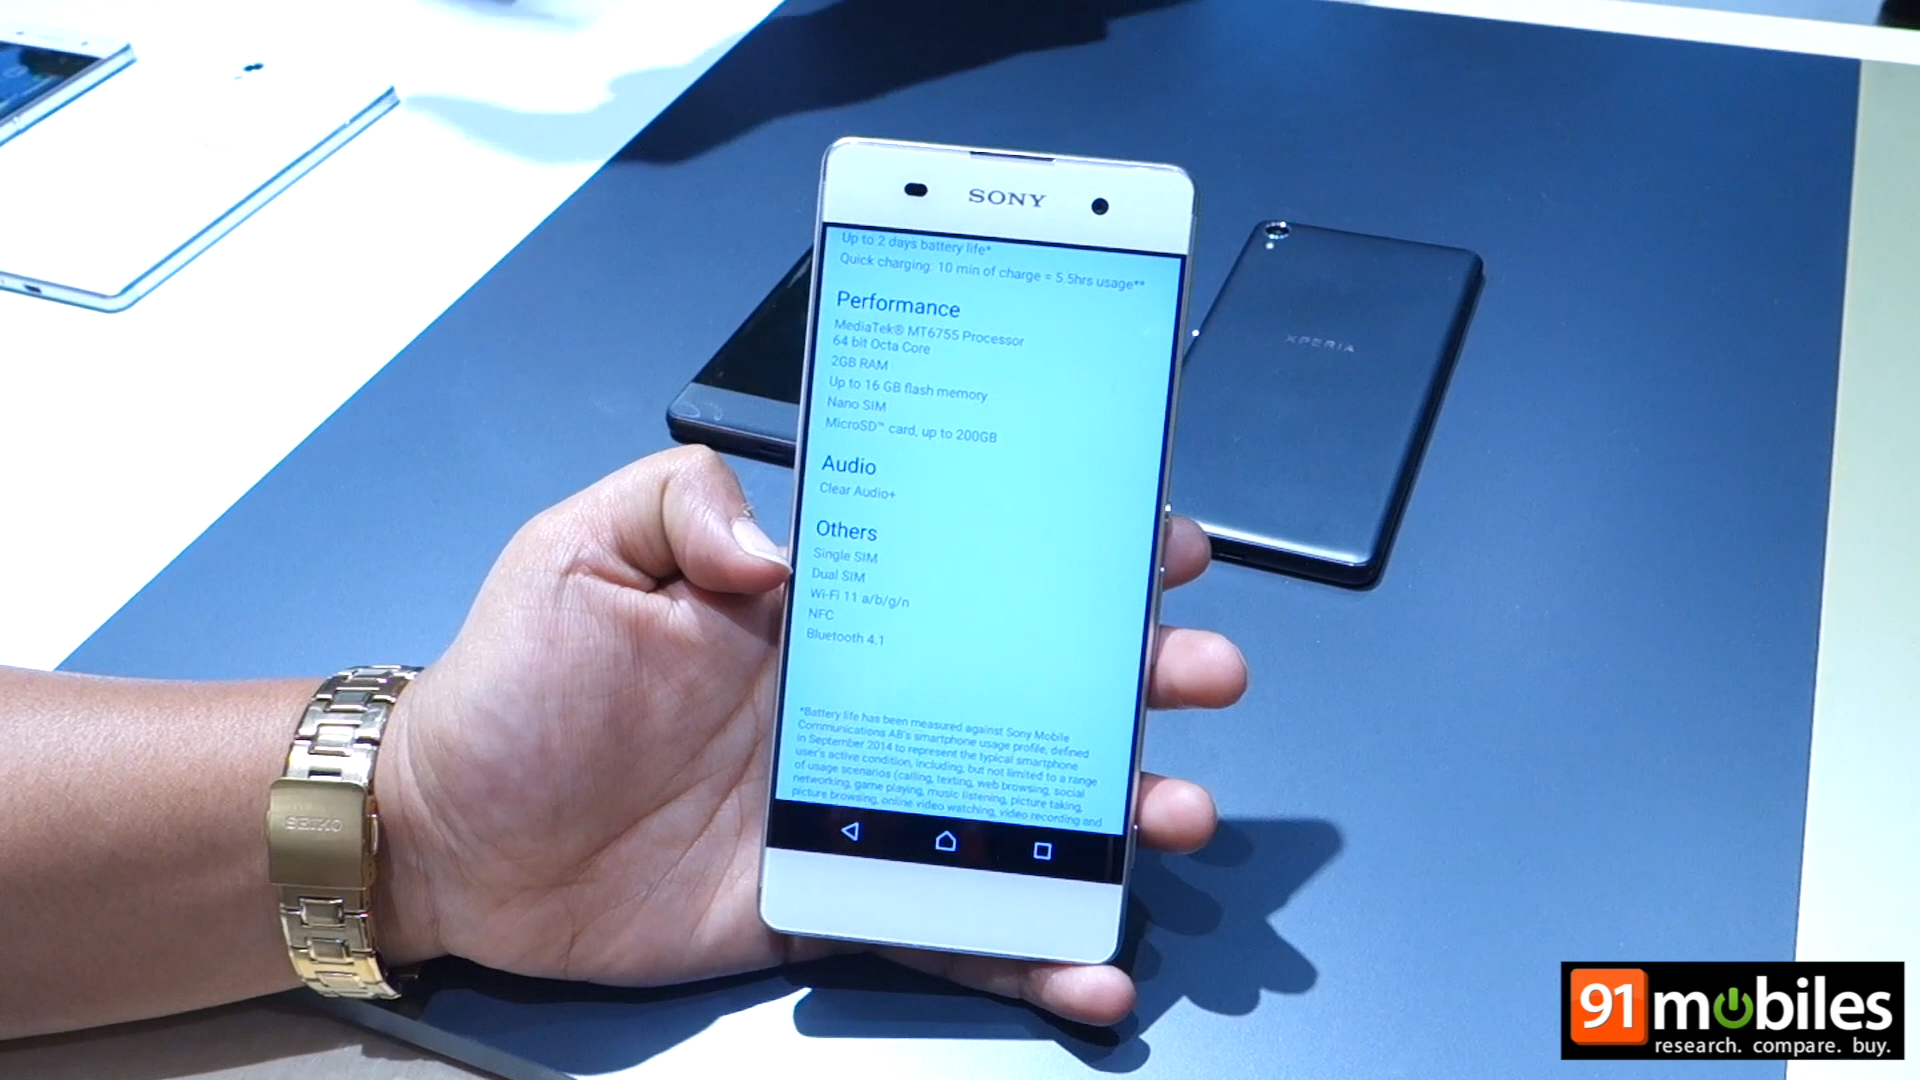 SONY
Up to 2 days battery life*
Quick charging: 10 min of charge = 5.5hrs usage**
Performance
MediaTek® MT6755 Processor
64 bit Octa Core
2GB RAM
Up to 16 GB flash memory
Nano SIM
MicroSD™ card, up to 200GB
Audio
Clear Audio+
Others
Single SIM
Dual SIM
Wi-Fi 11 a/b/g/n
NFC
Bluetooth 4.1
*Battery life has been measured against Sony Mobile
Communications AB's smartphone usage profile, defined
in September 2014 to represent the typical smartphone
user's active condition, including, but not limited to a range
of usage scenarios (calling, texting, web browsing, social
networking, game playing, music listening, picture taking,
picture browsing, online video watching, video recording and
XPERIA
SEIKO
91mobiles
research. compare. buy.